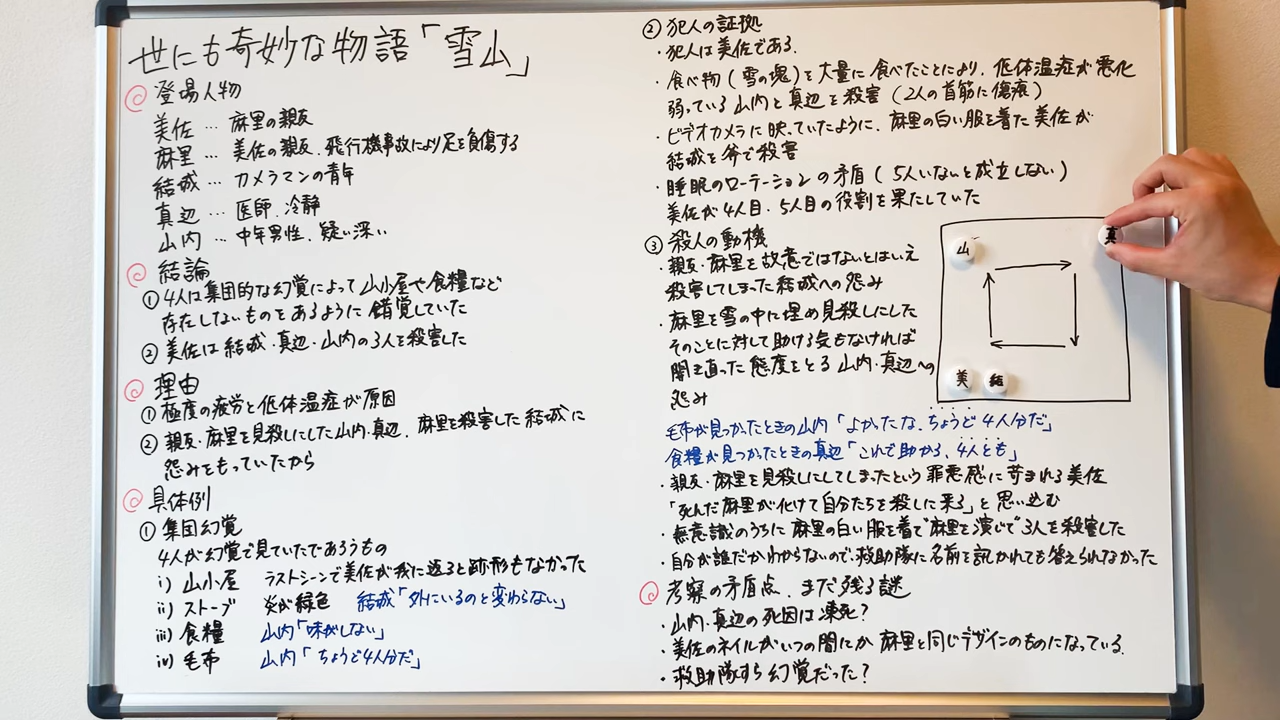 世にも奇妙な物語「雪山」
登場人物
美佐 … 麻里の親友
麻里 … 美佐の親友、飛行機事故により足を負傷する
結城 … カメラマンの青年
真辺 … 医師、冷静
山内 … 中年男性、疑い深い
結論
① 4人は集団的な幻覚によって山小屋や食糧など
存在しないものをあるように錯覚していた
② 美佐は結城・真辺・山内の3人を殺害した
理由
① 極度の疲労と低体温症が原因
② 親友・麻里を見殺しにした山内・真辺、麻里を殺害した結城に
怨みをもっていたから
具体例
① 集団幻覚
4人が幻覚で見ていたであろうもの
i) 山小屋 ラストシーンで美佐が我に返ると跡形もなかった
ii) ストーブ 炎が緑色 結城「外にいるのと変わらない」
iii) 食糧 山内「味がしない」
iv) 毛布 山内「ちょうど4人分だ」
② 犯人の証拠
・犯人は美佐である。
・食べ物(雪の塊)を大量に食べたことにより、低体温症が悪化
弱っている山内と真辺を殺害(2人の首筋に傷痕)
・ビデオカメラに映っていたように、麻里の白い服を着た美佐が
結城を斧で殺害
・睡眠のローテーションの矛盾(5人いないと成立しない)
美佐が4人目・5人目の役割を果たしていた
③ 殺人の動機
・親友・麻里を故意ではないとはいえ
殺害してしまった結城への怨み
・麻里を雪の中に埋め見殺しにした
そのことに対して助ける気もなければ
開き直った態度をとる山内・真辺への
怨み
山
真
美 結
毛布が見つかったときの山内「よかったな、ちょうど4人分だ」
食糧が見つかったときの真辺「これで助かる、4人とも」
・親友・麻里を見殺しにしてしまったという罪悪感に苛まれる美佐
「死んだ麻里が化けて自分たちを殺しに来る」と思い込む
・無意識のうちに麻里の白い服を着て麻里を演じて3人を殺害した
・自分が誰だかわからないので、救助隊に名前を訊かれても答えられなかった
考察の矛盾点、まだ残る謎
・山内・真辺の死因は凍死?
・美佐のネイルがいつの間にか麻里と同じデザインのものになっている。
・救助隊すら幻覚だった?